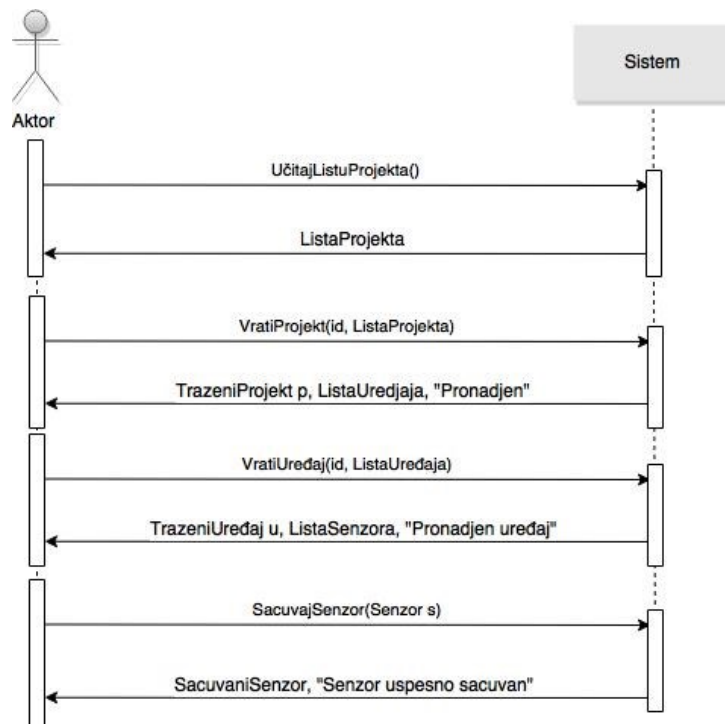 Sistem
Aktor
UčitajListuProjekta()
ListaProjekta
VratiProjekt(id, ListaProjekta)
TrazeniProjekt p, ListaUredjaja, "Pronadjen"
VratiUređaj(id, ListaUređaja)
TrazeniUređaj u, ListaSenzora, "Pronadjen uređaj"
SacuvajSenzor(Senzor s)
SacuvaniSenzor, "Senzor uspesno sacuvan"